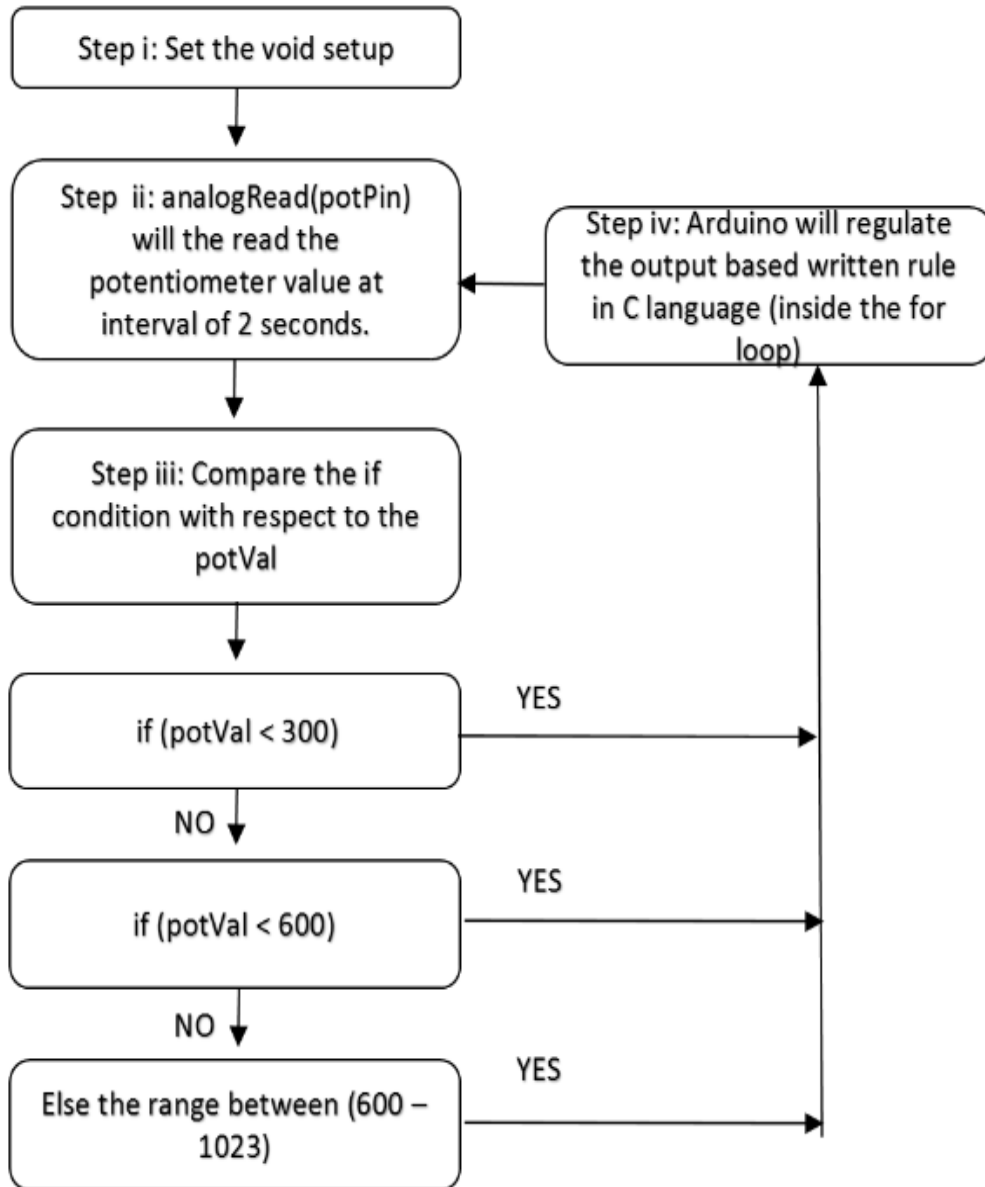 Step i: Set the void setup
Step ii: analogRead(potPin)
will the read the
potentiometer value at
interval of 2 seconds.
Step iv: Arduino will regulate
the output based written rule
in C language (inside the for
loop)
Step iii: Compare the if
condition with respect to the
potVal
if (potVal < 300)
YES
NO
if (potVal < 600)
YES
NO
Else the range between (600 –
1023)
YES